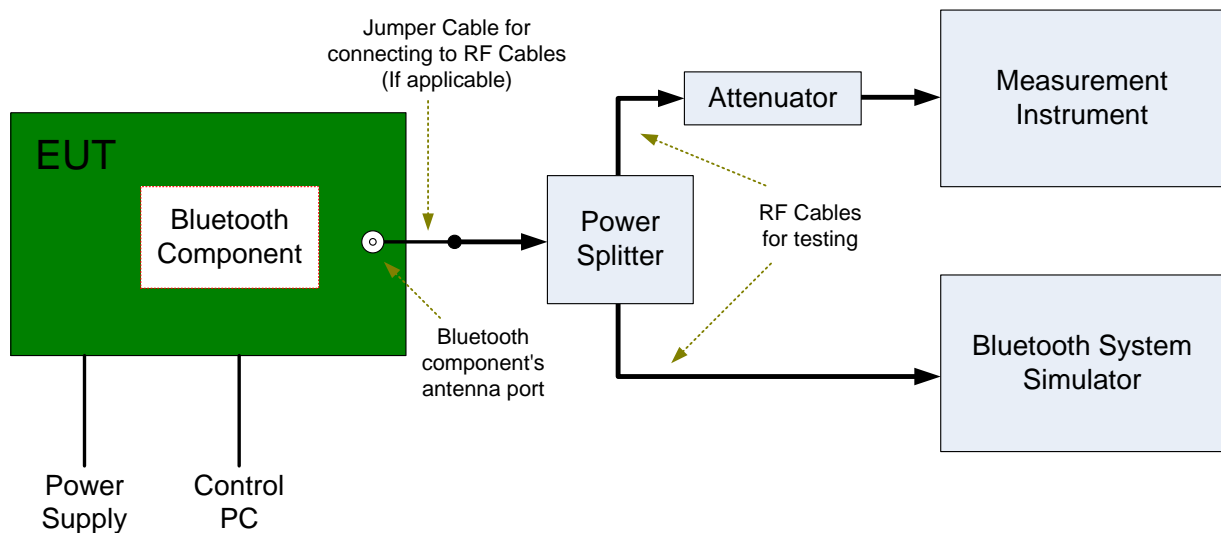 Jumper Cable for
connecting to RF Cables
(If applicable)
Attenuator
Measurement
Instrument
EUT
Bluetooth
Component
Power
Splitter
RF Cables
for testing
Bluetooth
component's
antenna port
Bluetooth System
Simulator
Power
Supply
Control
PC